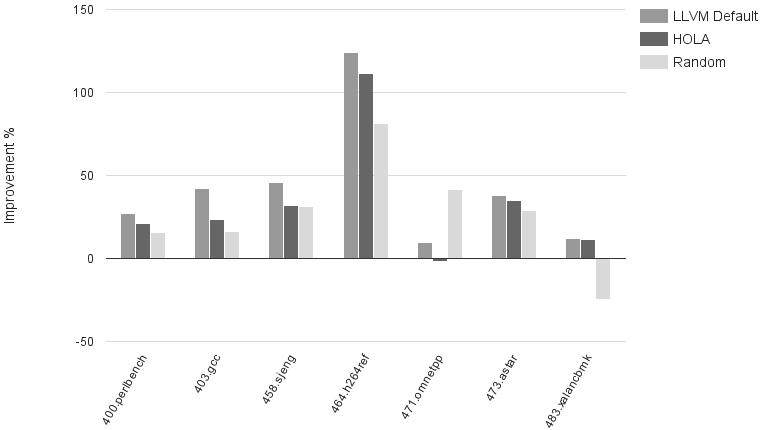 150
100
50
0
-50
Improvement %
400.perlbench
403.gcc
458.sjeng
464.h264ref
471.omnetpp
473.astar
483.xalancbmk
LLVM Default
HOLA
Random